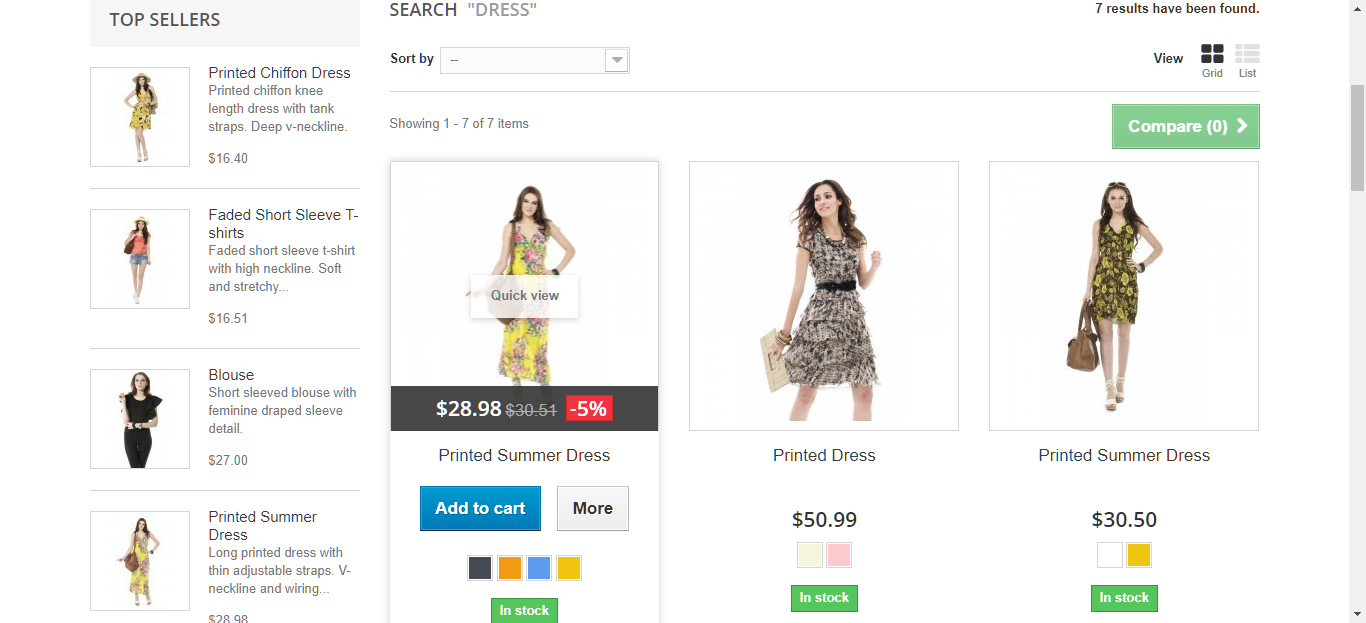 TOP SELLERS
Printed Chiffon Dress
Printed chiffon knee
length dress with tank
straps. Deep v-neckline.
$16.40
Faded Short Sleeve T-
shirts
Faded short sleeve t-shirt
with high neckline. Soft
and stretchy...
$16.51
Blouse
Short sleeved blouse with
feminine draped sleeve
detail.
$27.00
Printed Summer
Dress
Long printed dress with
thin adjustable straps. V-
neckline and wiring...
$28.98
SEARCH "DRESS"
7 results have been found.
Sort by --
View
Grid
List
Showing 1 - 7 of 7 items
Compare (0)
Quick view
$28.98 $30.51 -5%
Printed Summer Dress
Add to cart
More
In stock
Printed Dress
$50.99
In stock
Printed Summer Dress
$30.50
In stock